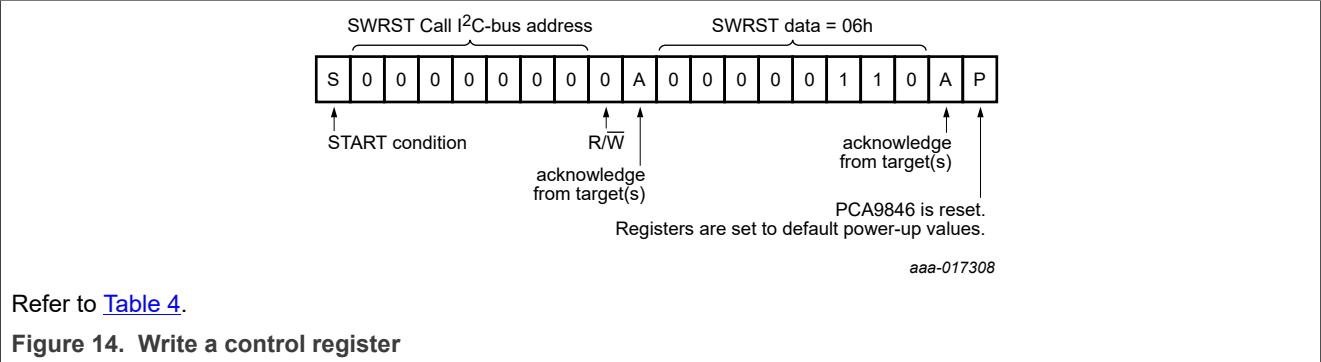 SWRST Call I2C-bus address SWRST data = 06h
S 0 0 0 0 0 0 0 0 A 0 0 0 0 0 1 1 0 A P
START condition R/W acknowledge from target(s) acknowledge from target(s)
PCA9846 is reset.
Registers are set to default power-up values.
aaa-017308
Refer to Table 4.
Figure 14. Write a control register